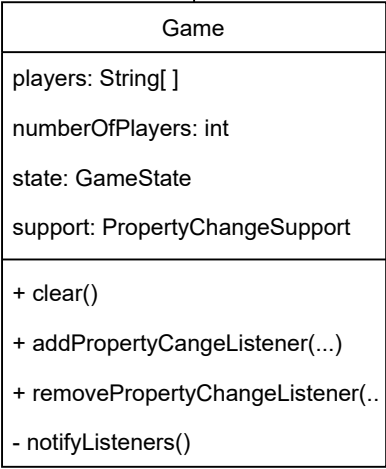 Game
players: String[ ]
numberOfPlayers: int
state: GameState
support: PropertyChangeSupport
+ clear()
+ addPropertyCangeListener(...)
+ removePropertyChangeListener(..
- notifyListeners()